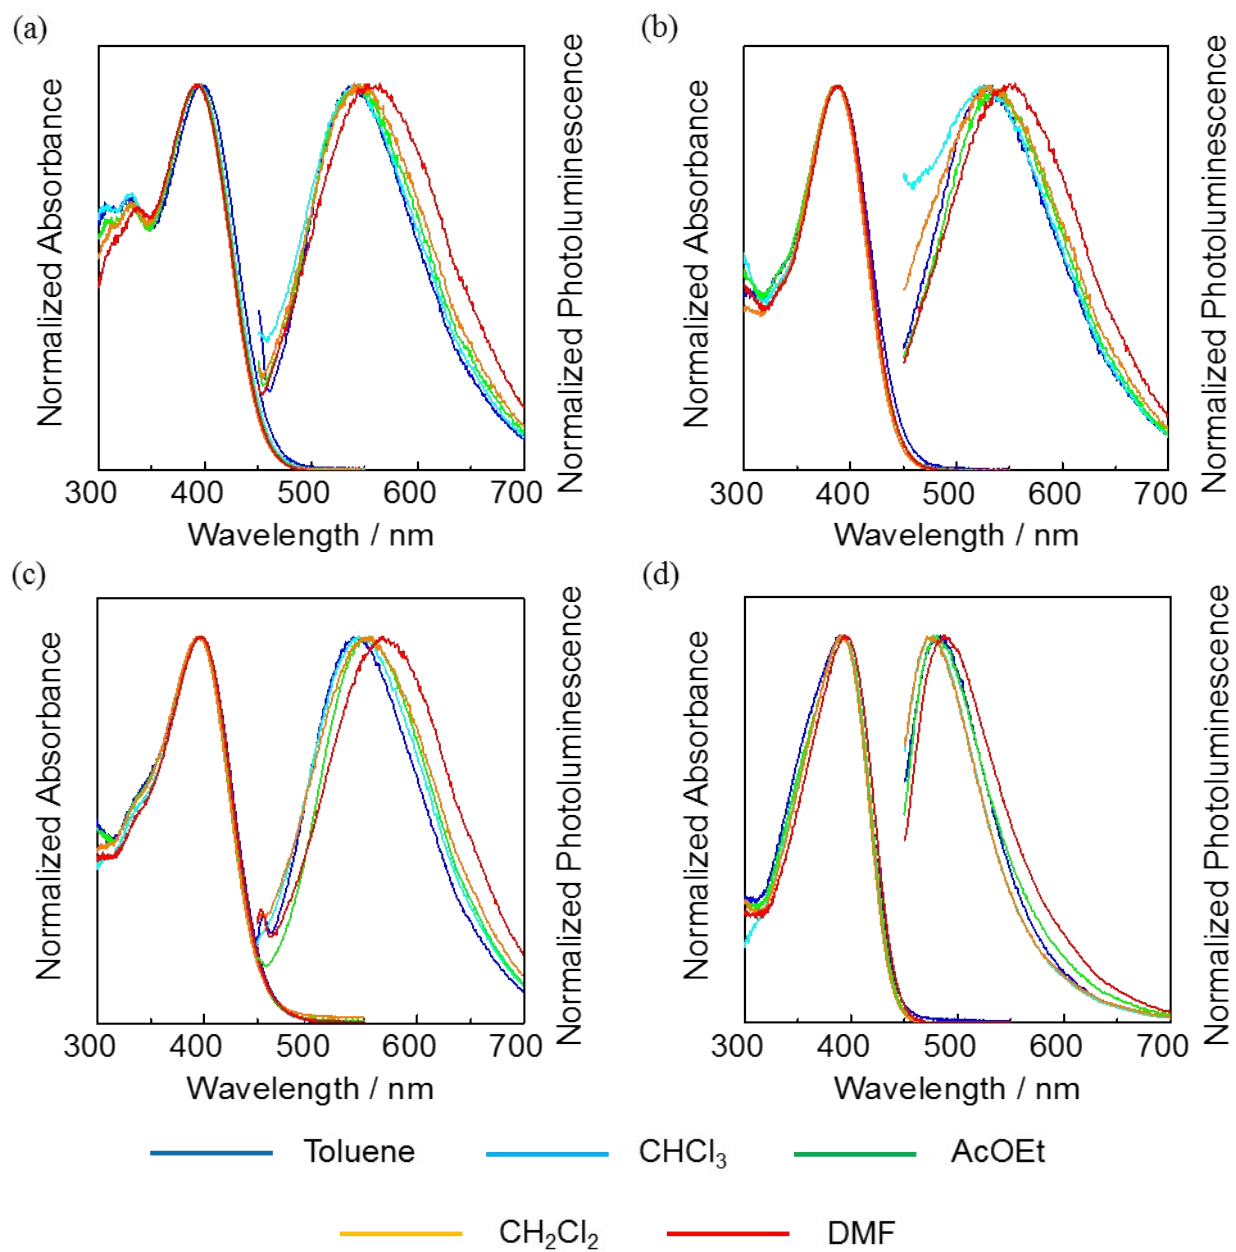 (a)
(b)
Normalized Absorbance
Normalized Photoluminescence
Normalized Absorbance
Normalized Photoluminescence
300 400 500 600 700
300 400 500 600 700
Wavelength / nm
Wavelength / nm
(c)
(d)
Normalized Absorbance
Normalized Photoluminescence
Normalized Absorbance
Normalized Photoluminescence
300 400 500 600 700
300 400 500 600 700
Wavelength / nm
Wavelength / nm
Toluene CHCl₃ AcOEt
CH₂Cl₂ DMF